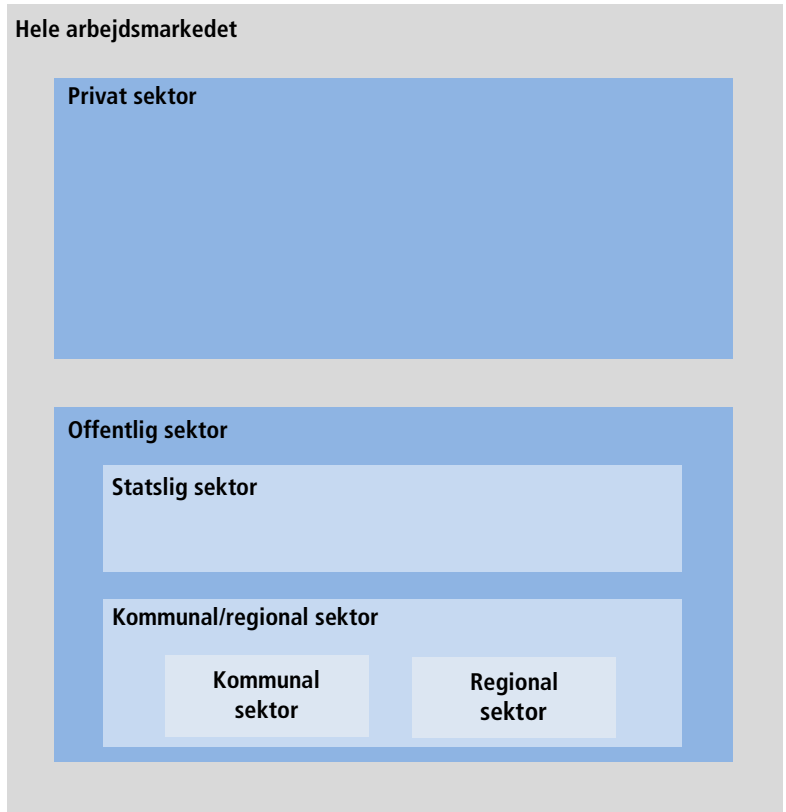 Hele arbejdsmarkedet
Privat sektor
Offentlig sektor
Statslig sektor
Kommunal/regional sektor
Kommunal
sektor
Regional
sektor